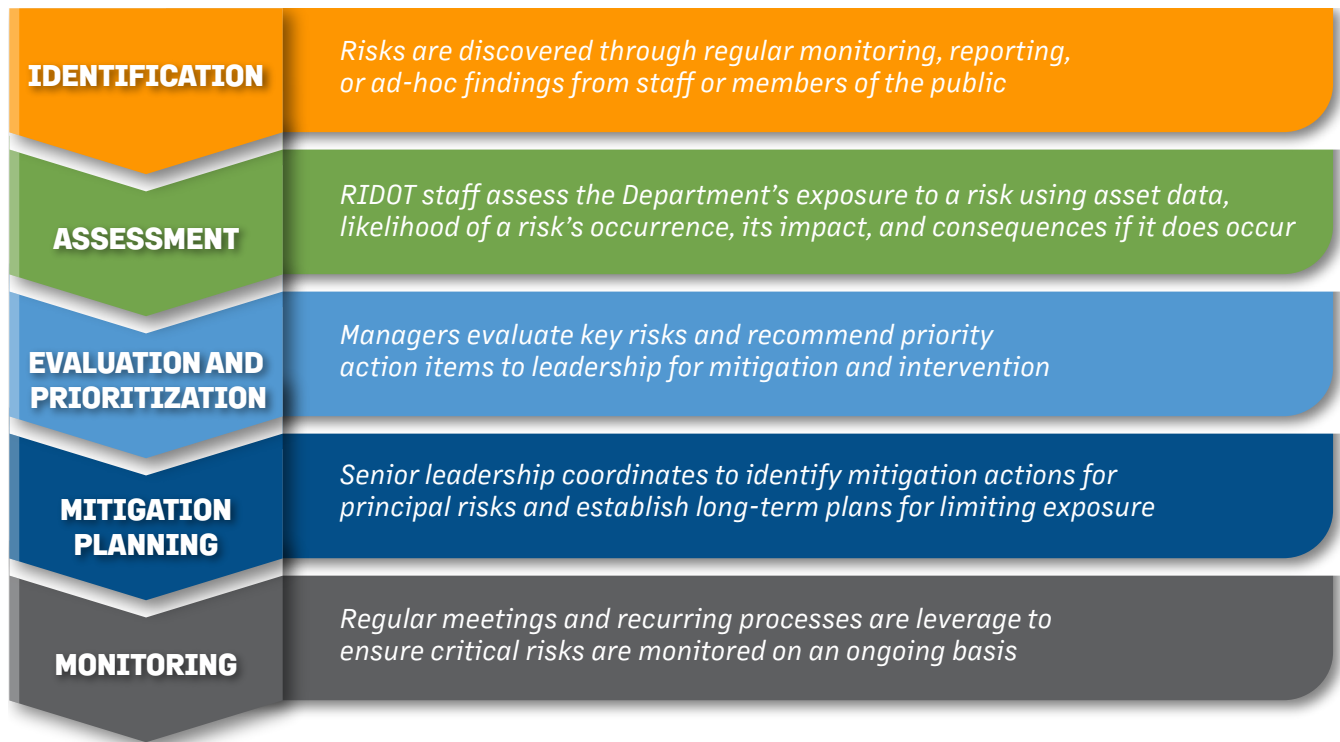 IDENTIFICATION
Risks are discovered through regular monitoring, reporting,
or ad-hoc findings from staff or members of the public
ASSESSMENT
RIDOT staff assess the Department’s exposure to a risk using asset data,
likelihood of a risk’s occurrence, its impact, and consequences if it does occur
EVALUATION AND
PRIORITIZATION
Managers evaluate key risks and recommend priority
action items to leadership for mitigation and intervention
MITIGATION
PLANNING
Senior leadership coordinates to identify mitigation actions for
principal risks and establish long-term plans for limiting exposure
MONITORING
Regular meetings and recurring processes are leverage to
ensure critical risks are monitored on an ongoing basis